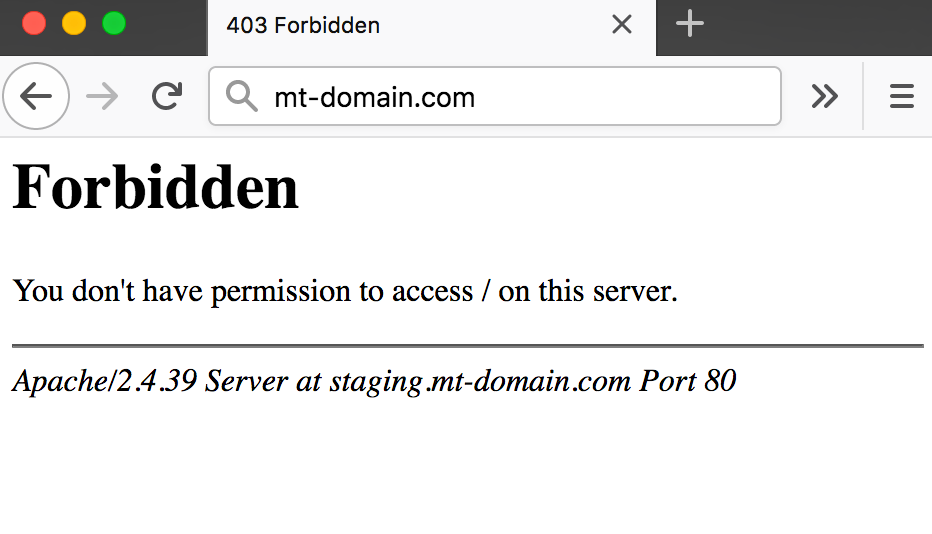 403 Forbidden
mt-domain.com
Forbidden
You don't have permission to access / on this server.
Apache/2.4.39 Server at staging.mt-domain.com Port 80